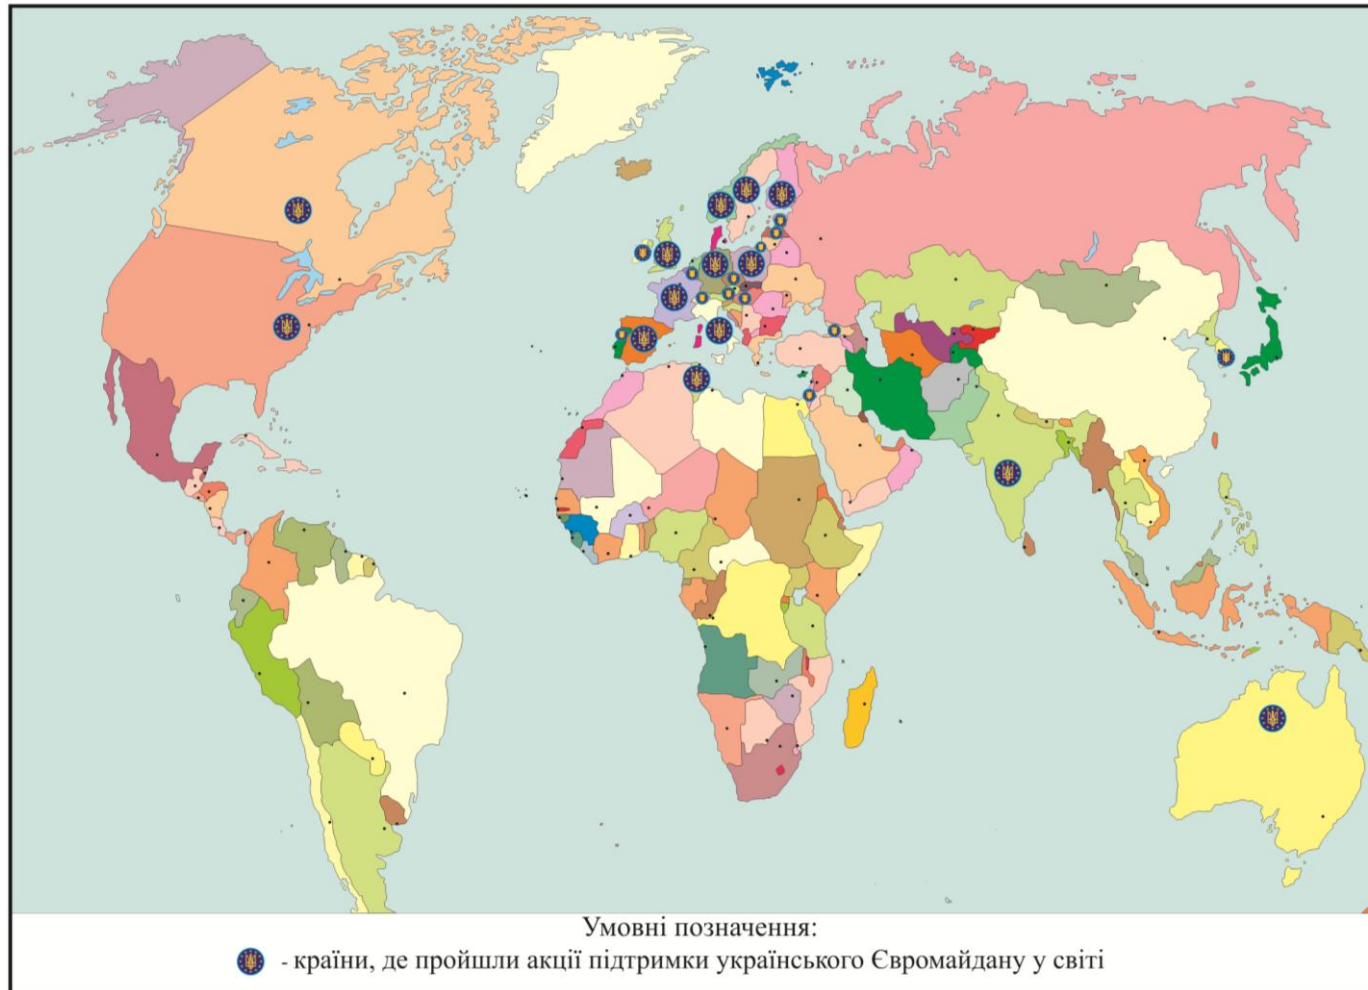 Умовні позначення:
- країни, де пройшли акції підтримки українського Євромайдану у світі